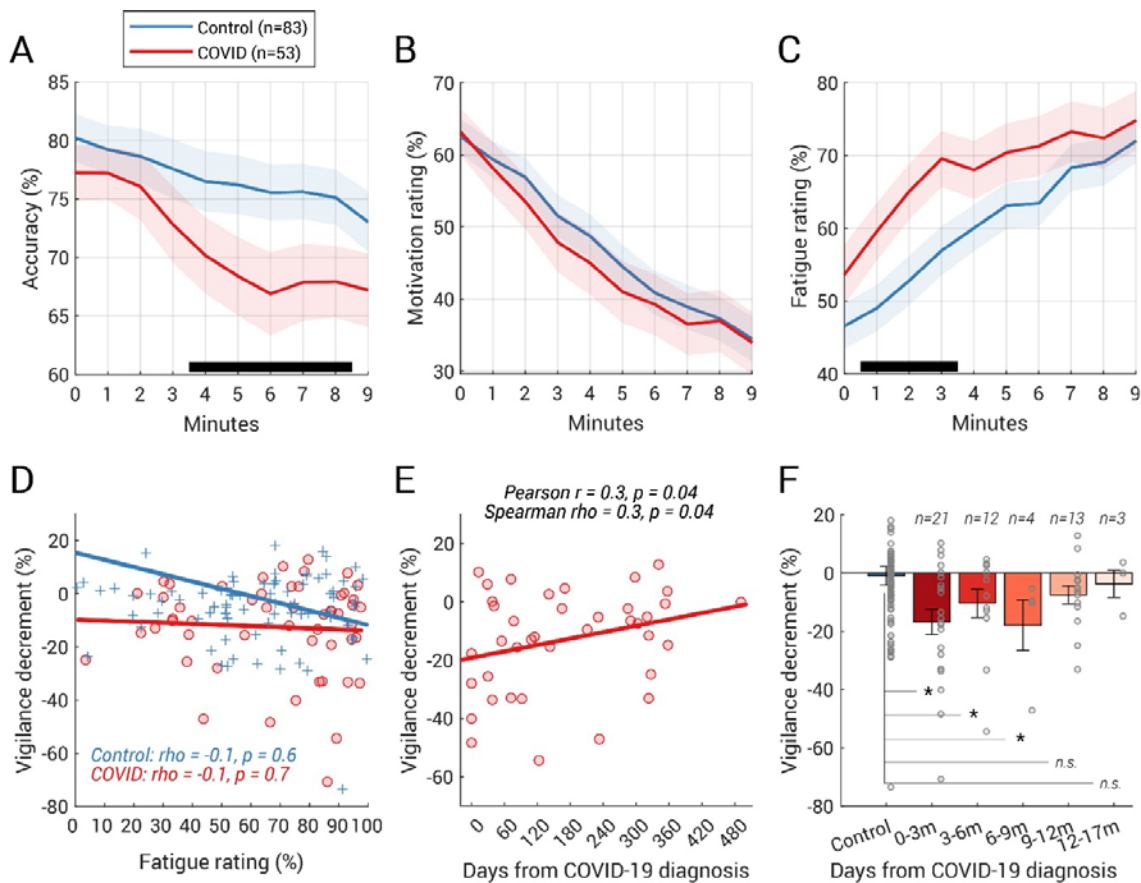 Control (n=83)
COVID (n=53)
A
B
C
85
80
75
70
65
60
Accuracy (%)
0 1 2 3 4 5 6 7 8 9
Minutes
60
50
40
30
Motivation rating (%)
0 1 2 3 4 5 6 7 8 9
Minutes
80
70
60
50
40
Fatigue rating (%)
0 1 2 3 4 5 6 7 8 9
Minutes
D
20
0
-20
-40
-60
-80
Vigilance decrement (%)
Control: rho = -0.1, p = 0.6
COVID: rho = -0.1, p = 0.7
0 10 20 30 40 50 60 70 80 90 100
Fatigue rating (%)
E
Pearson r = 0.3, p = 0.04
Spearman rho = 0.3, p = 0.04
20
0
-20
-40
-60
Vigilance decrement (%)
0 60 120 180 240 300 360 420 480
Days from COVID-19 diagnosis
F
20
0
-20
-40
-60
-80
Vigilance decrement (%)
n=21 n=12 n=4 n=13 n=3
*
*
*
n.s.
n.s.
Control 0-3m 3-6m 6-9m 9-12m 12-17m
Days from COVID-19 diagnosis